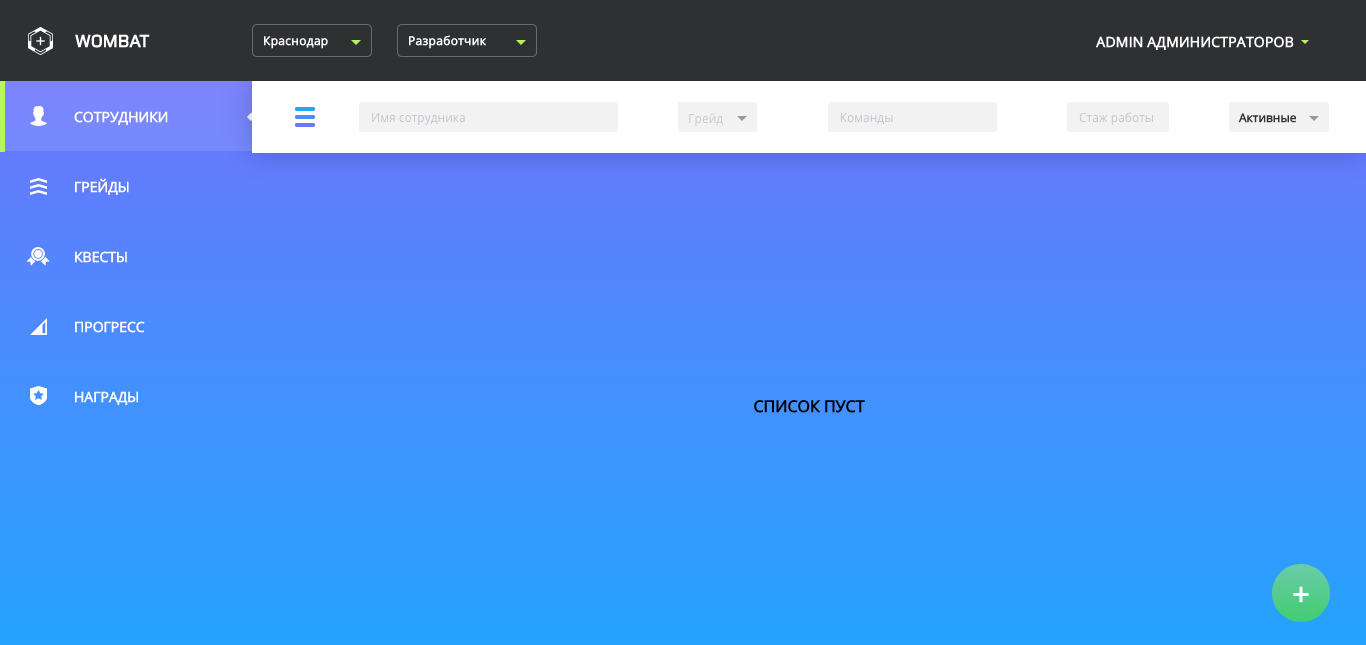 WOMBAT
Краснодар
Разработчик
ADMIN АДМИНИСТРАТОРОВ
СОТРУДНИКИ
Имя сотрудника
Грейд
Команды
Стаж работы
Активные
ГРЕЙДЫ
КВЕСТЫ
ПРОГРЕСС
НАГРАДЫ
СПИСОК ПУСТ